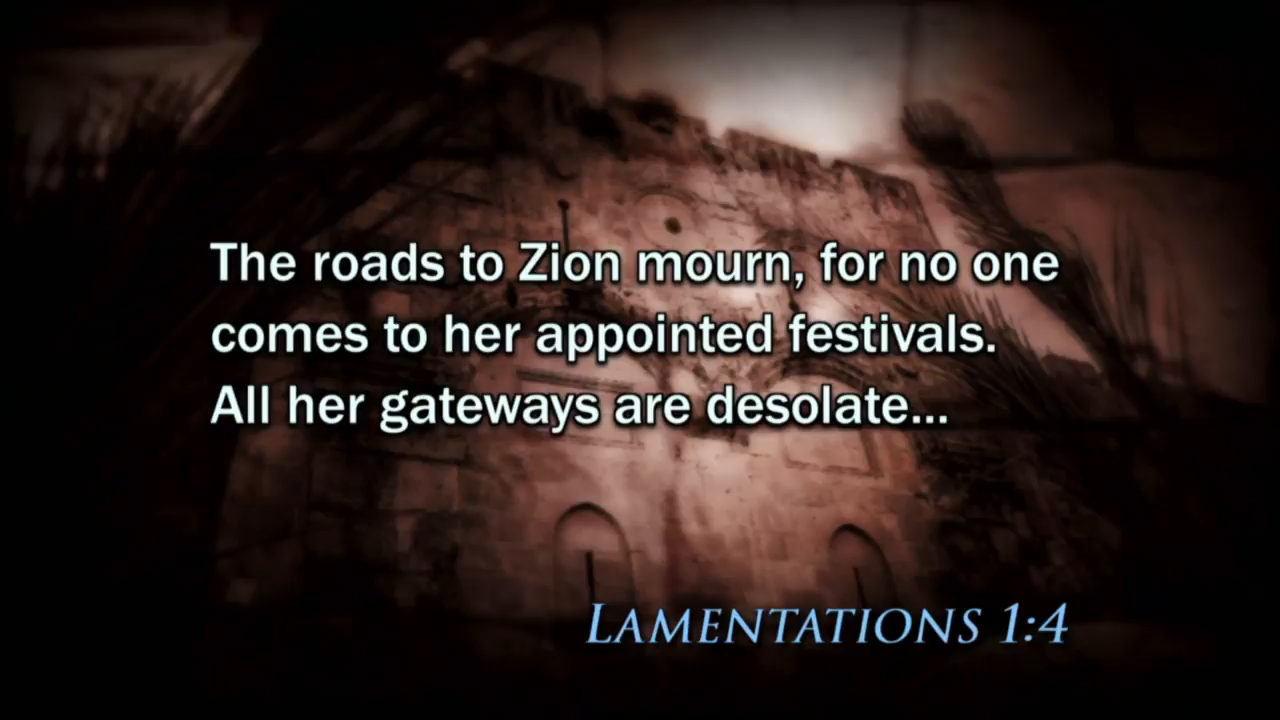 The roads to Zion mourn, for no one
comes to her appointed festivals.
All her gateways are desolate...
LAMENTATIONS 1:4